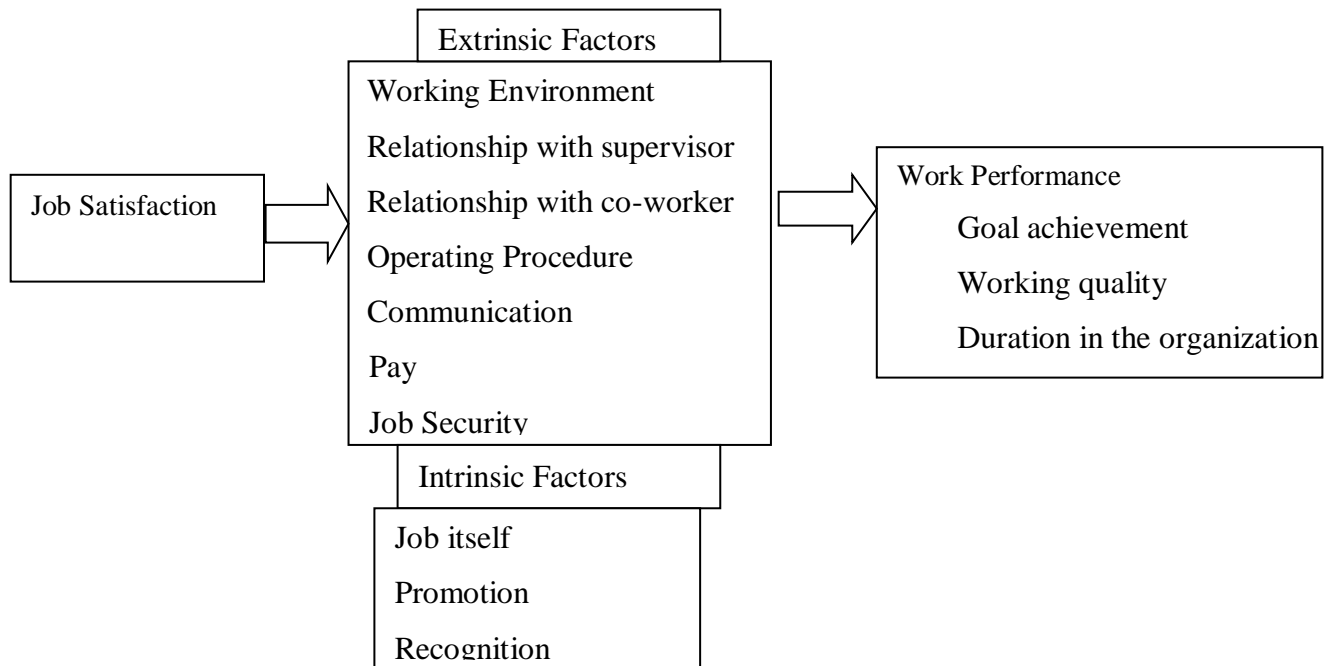 Extrinsic Factors
Working Environment
Relationship with supervisor
Relationship with co-worker
Operating Procedure
Communication
Pay
Job Security
Job Satisfaction
Work Performance
Goal achievement
Working quality
Duration in the organization
Intrinsic Factors
Job itself
Promotion
Recognition